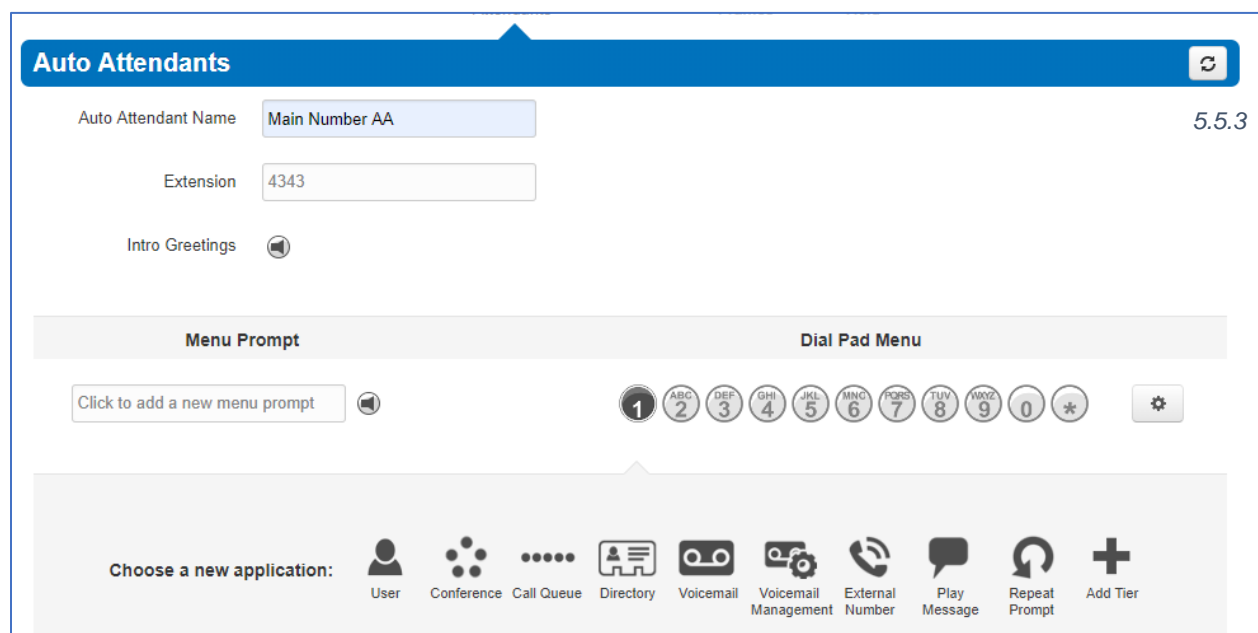 Auto Attendants
Auto Attendant Name
Main Number AA
5.5.3
Extension
4343
Intro Greetings
Menu Prompt
Dial Pad Menu
Click to add a new menu prompt
1 ABC 2 DEF 3 GHI 4 JKL 5 MNO 6 PQRS 7 TUV 8 WXYZ 9 0 *
Choose a new application:
User
Conference
Call Queue
Directory
Voicemail
Voicemail
Management
External
Number
Play
Message
Repeat
Prompt
Add Tier